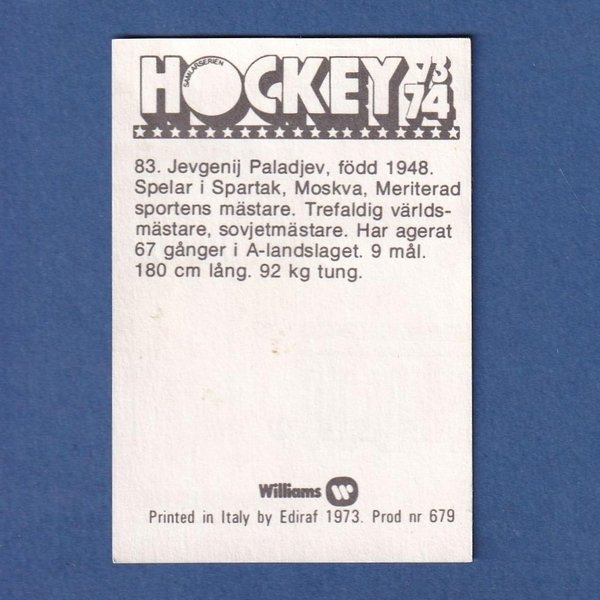 SAMLARSERIEN
HOCKEY 73
74
83. Jevgenij Paladjev, född 1948.
Spelar i Spartak, Moskva, Meriterad
sportens mästare. Trefaldig världs-
mästare, sovjetmästare. Har agerat
67 gånger i A-landslaget. 9 mål.
180 cm lång. 92 kg tung.
Williams W
Printed in Italy by Ediraf 1973. Prod nr 679